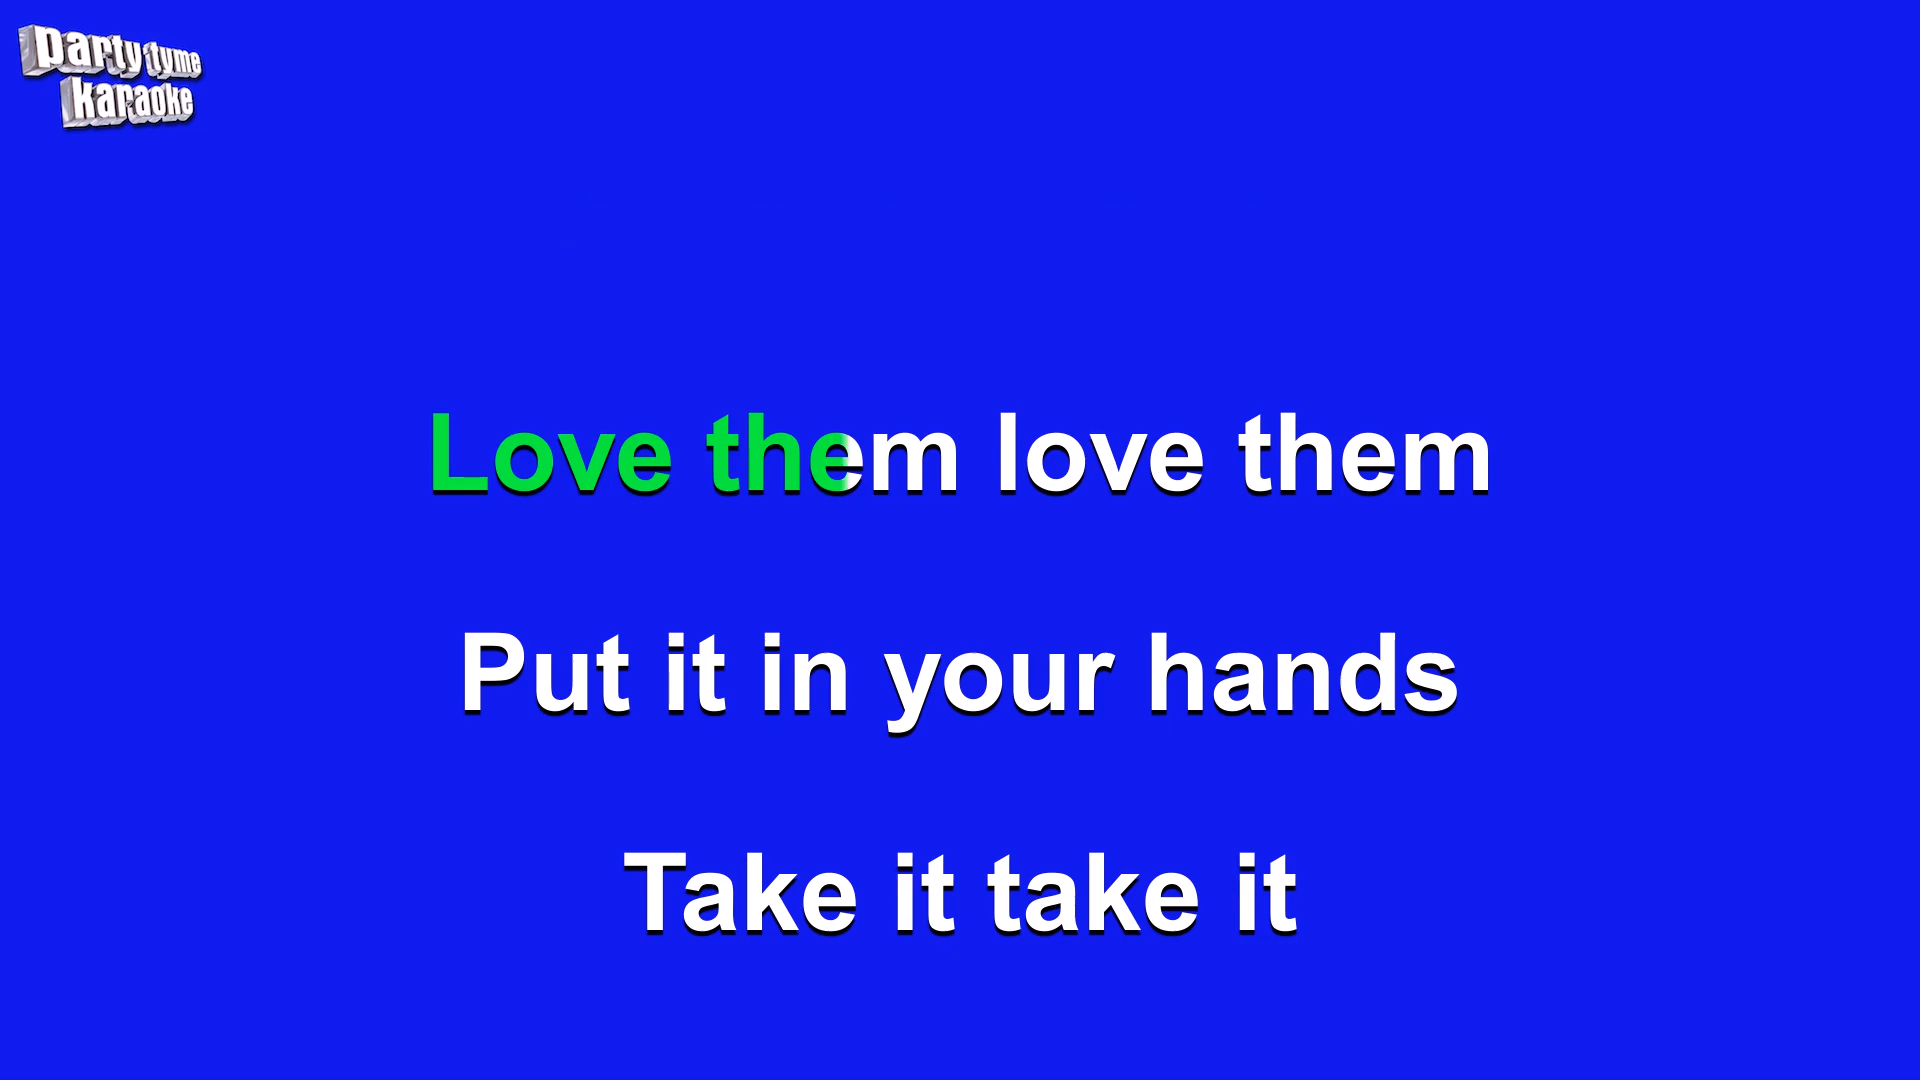 party tyme
karaoke
Love them love them
Put it in your hands
Take it take it